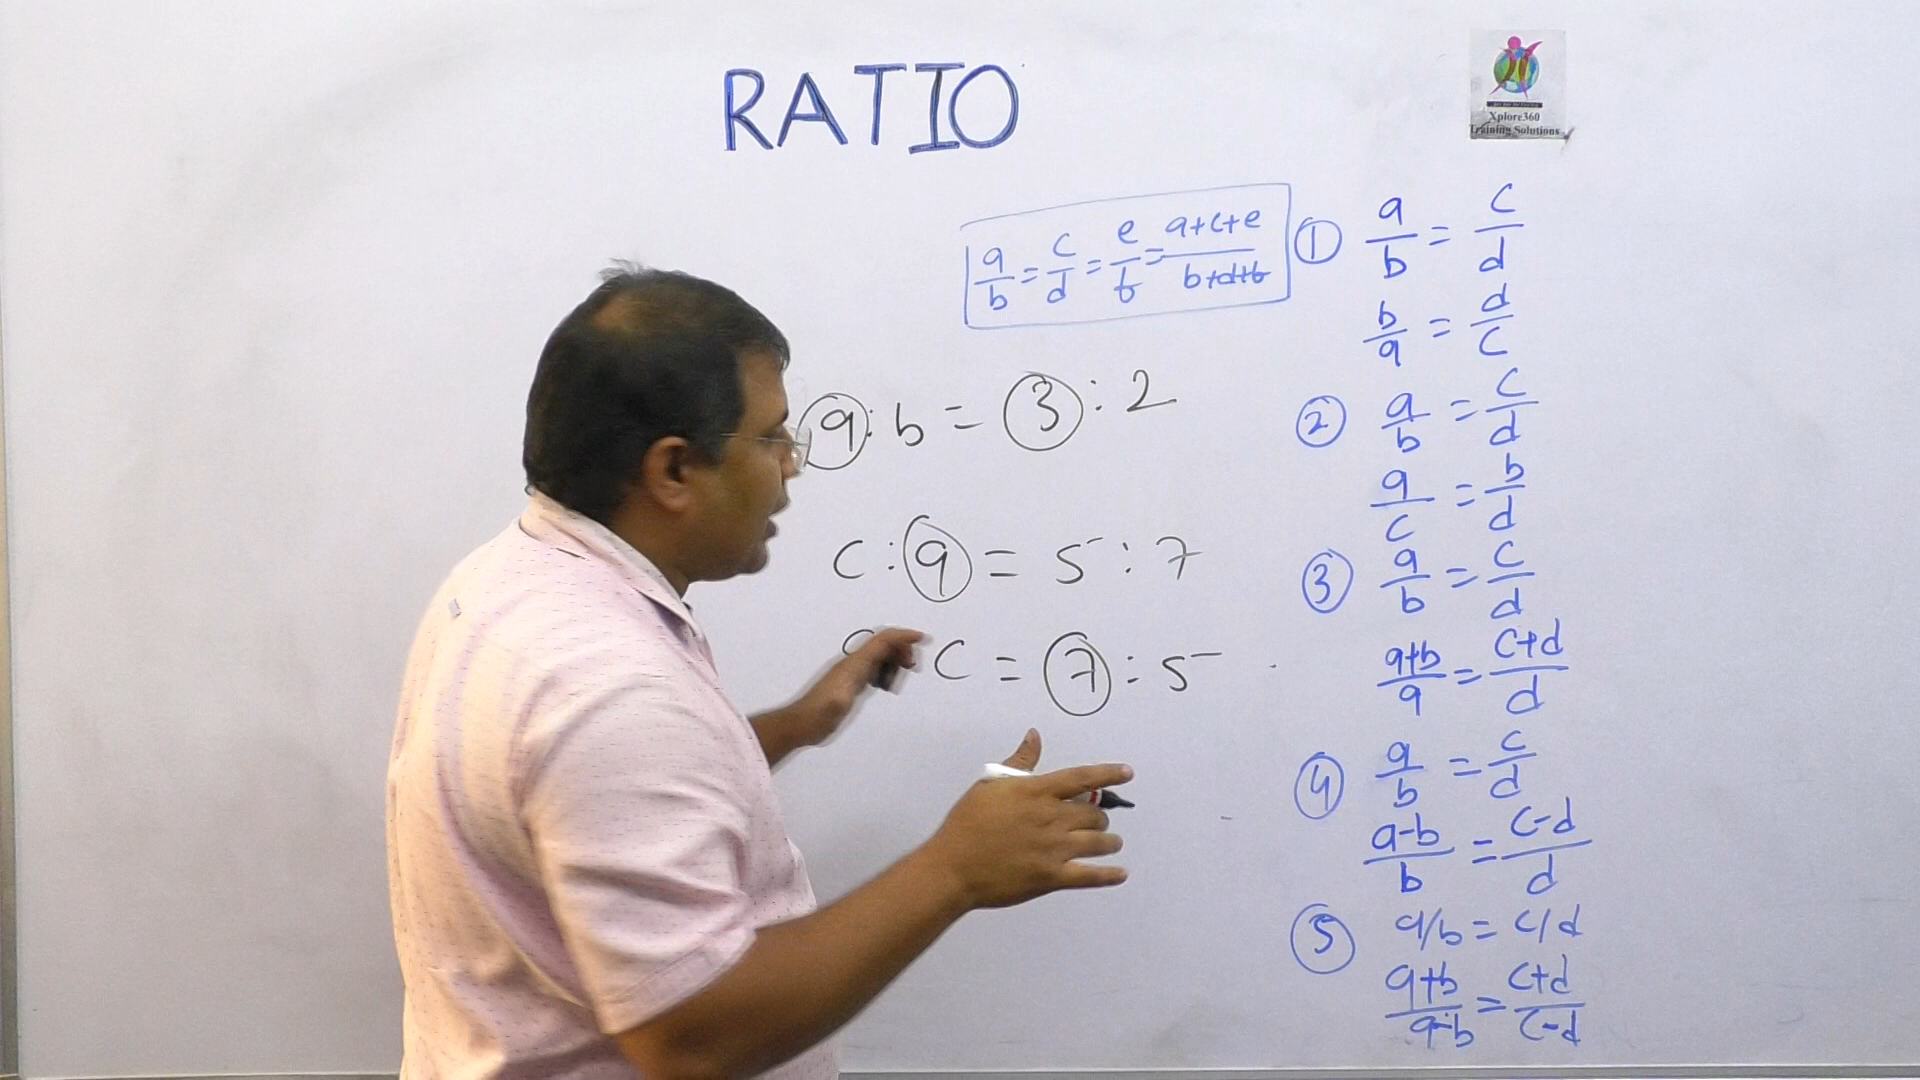 RATIO
Xplore360
Training Solutions
a/b = c/d = e/f = a+c+e/b+d+f
① a/b = c/d
b/a = d/c
a : b = 3 : 2
② a/b = c/d
a/c = b/d
c : a = 5 : 7
③ a/b = c/d
a+b/a = c+d/d
: c = 7 : 5
④ a/b = c/d
a-b/b = c-d/d
⑤ a/b = c/d
a+b/a-b = c+d/c-d